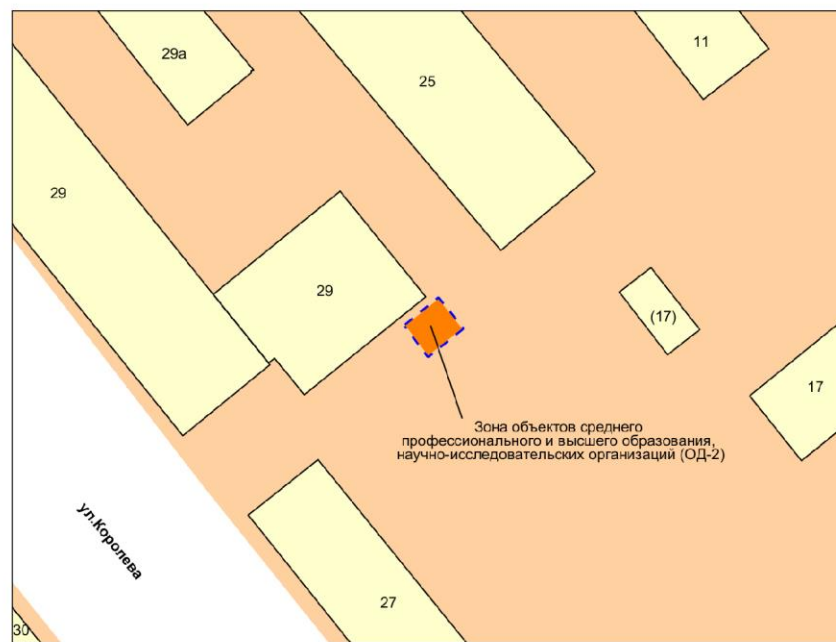 29а
11
25
29
29
(17)
17
Зона объектов среднего
профессионального и высшего образования,
научно-исследовательских организаций (ОД-2)
ул.Королева
27
30